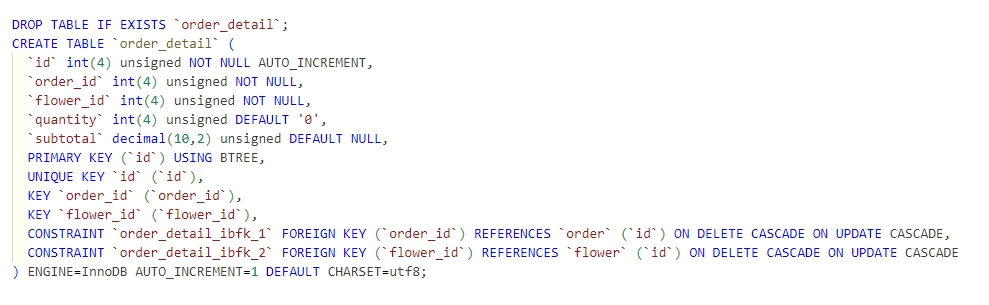 DROP TABLE IF EXISTS `order_detail`;
CREATE TABLE `order_detail` (
`id` int(4) unsigned NOT NULL AUTO_INCREMENT,
`order_id` int(4) unsigned NOT NULL,
`flower_id` int(4) unsigned NOT NULL,
`quantity` int(4) unsigned DEFAULT '0',
`subtotal` decimal(10,2) unsigned DEFAULT NULL,
PRIMARY KEY (`id`) USING BTREE,
UNIQUE KEY `id` (`id`),
KEY `order_id` (`order_id`),
KEY `flower_id` (`flower_id`),
CONSTRAINT `order_detail_ibfk_1` FOREIGN KEY (`order_id`) REFERENCES `order` (`id`) ON DELETE CASCADE ON UPDATE CASCADE,
CONSTRAINT `order_detail_ibfk_2` FOREIGN KEY (`flower_id`) REFERENCES `flower` (`id`) ON DELETE CASCADE ON UPDATE CASCADE
) ENGINE=InnoDB AUTO_INCREMENT=1 DEFAULT CHARSET=utf8;